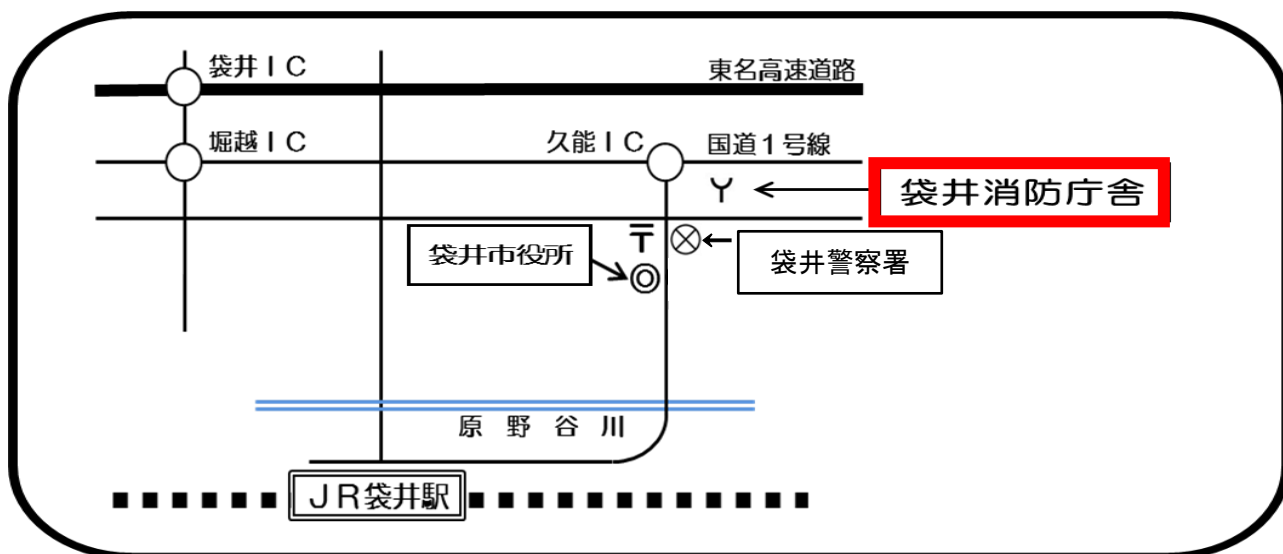 袋井ＩＣ
東名高速道路
堀越ＩＣ
久能ＩＣ
国道１号線
袋井消防庁舎
袋井市役所
〒
袋井警察署
原野谷川
ＪＲ袋井駅